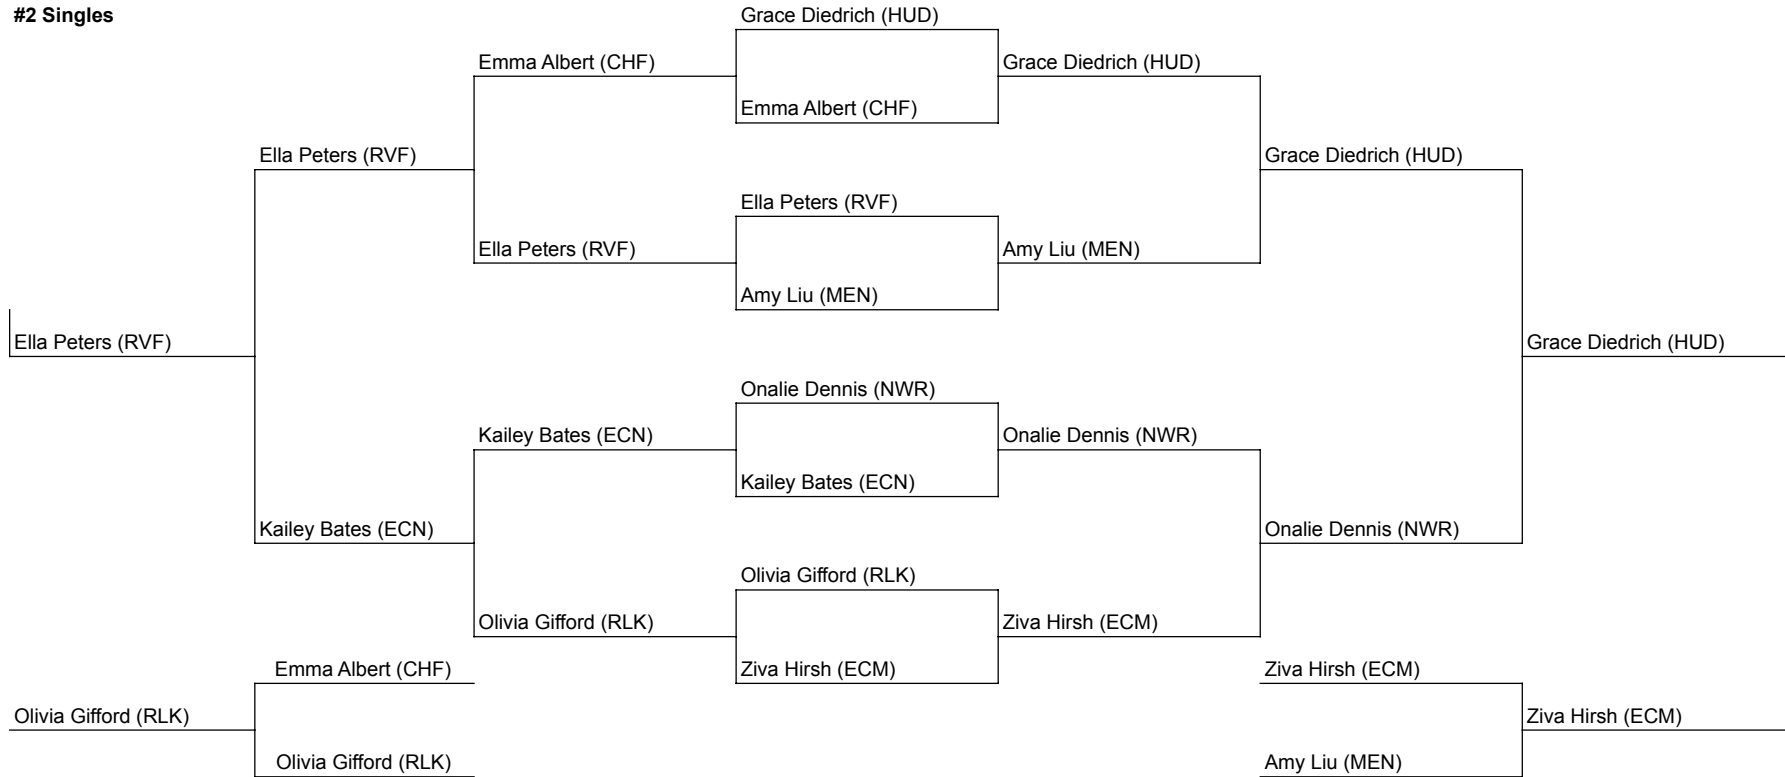 #2 Singles
Grace Diedrich (HUD)
Emma Albert (CHF)
Grace Diedrich (HUD)
Emma Albert (CHF)
Ella Peters (RVF)
Grace Diedrich (HUD)
Ella Peters (RVF)
Ella Peters (RVF)
Amy Liu (MEN)
Amy Liu (MEN)
Ella Peters (RVF)
Grace Diedrich (HUD)
Onalie Dennis (NWR)
Kailey Bates (ECN)
Onalie Dennis (NWR)
Kailey Bates (ECN)
Kailey Bates (ECN)
Onalie Dennis (NWR)
Olivia Gifford (RLK)
Olivia Gifford (RLK)
Ziva Hirsh (ECM)
Emma Albert (CHF)
Ziva Hirsh (ECM)
Ziva Hirsh (ECM)
Olivia Gifford (RLK)
Ziva Hirsh (ECM)
Olivia Gifford (RLK)
Amy Liu (MEN)